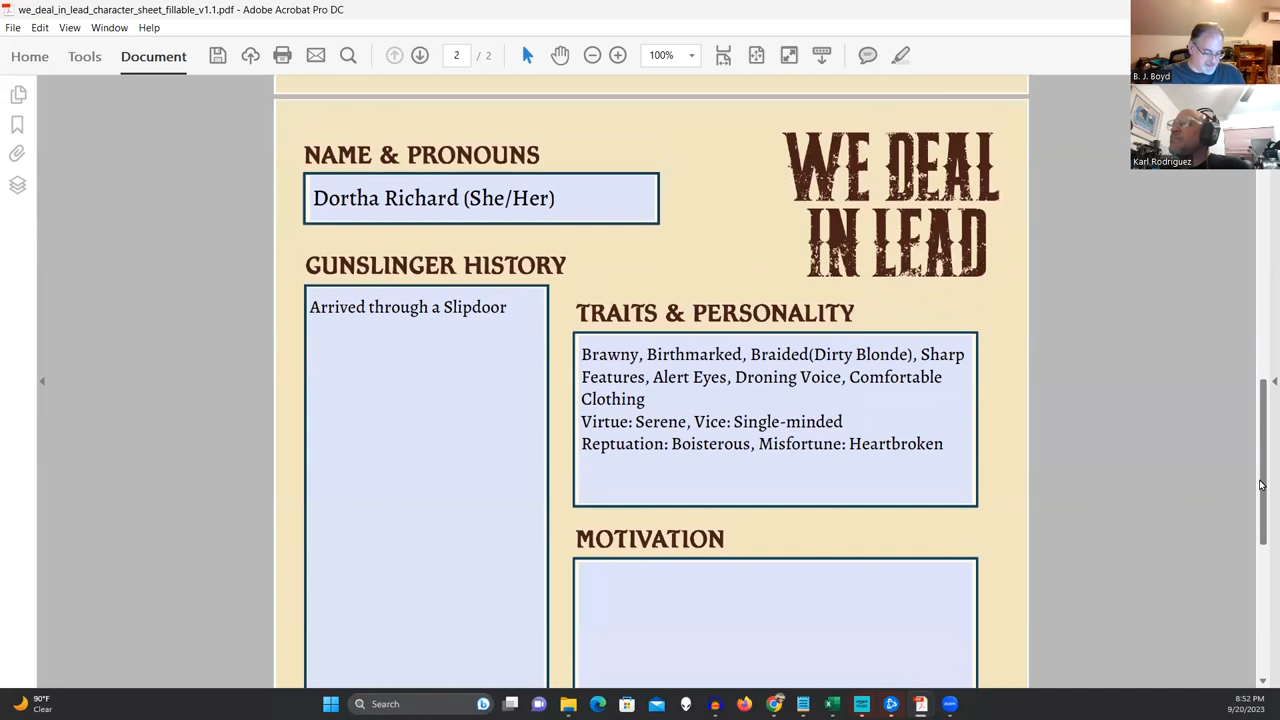 we_deal_in_lead_character_sheet_fillable_v1.1.pdf - Adobe Acrobat Pro DC
File Edit View Window Help
Home Tools Document
2 / 2
100%
B. J. Boyd
Karl Rodriguez
NAME & PRONOUNS
Dortha Richard (She/Her)
WE DEAL
IN LEAD
GUNSLINGER HISTORY
Arrived through a Slipdoor
TRAITS & PERSONALITY
Brawny, Birthmarked, Braided(Dirty Blonde), Sharp
Features, Alert Eyes, Droning Voice, Comfortable
Clothing
Virtue: Serene, Vice: Single-minded
Reptuation: Boisterous, Misfortune: Heartbroken
MOTIVATION
90°F
Clear
Search
8:52 PM
9/20/2023